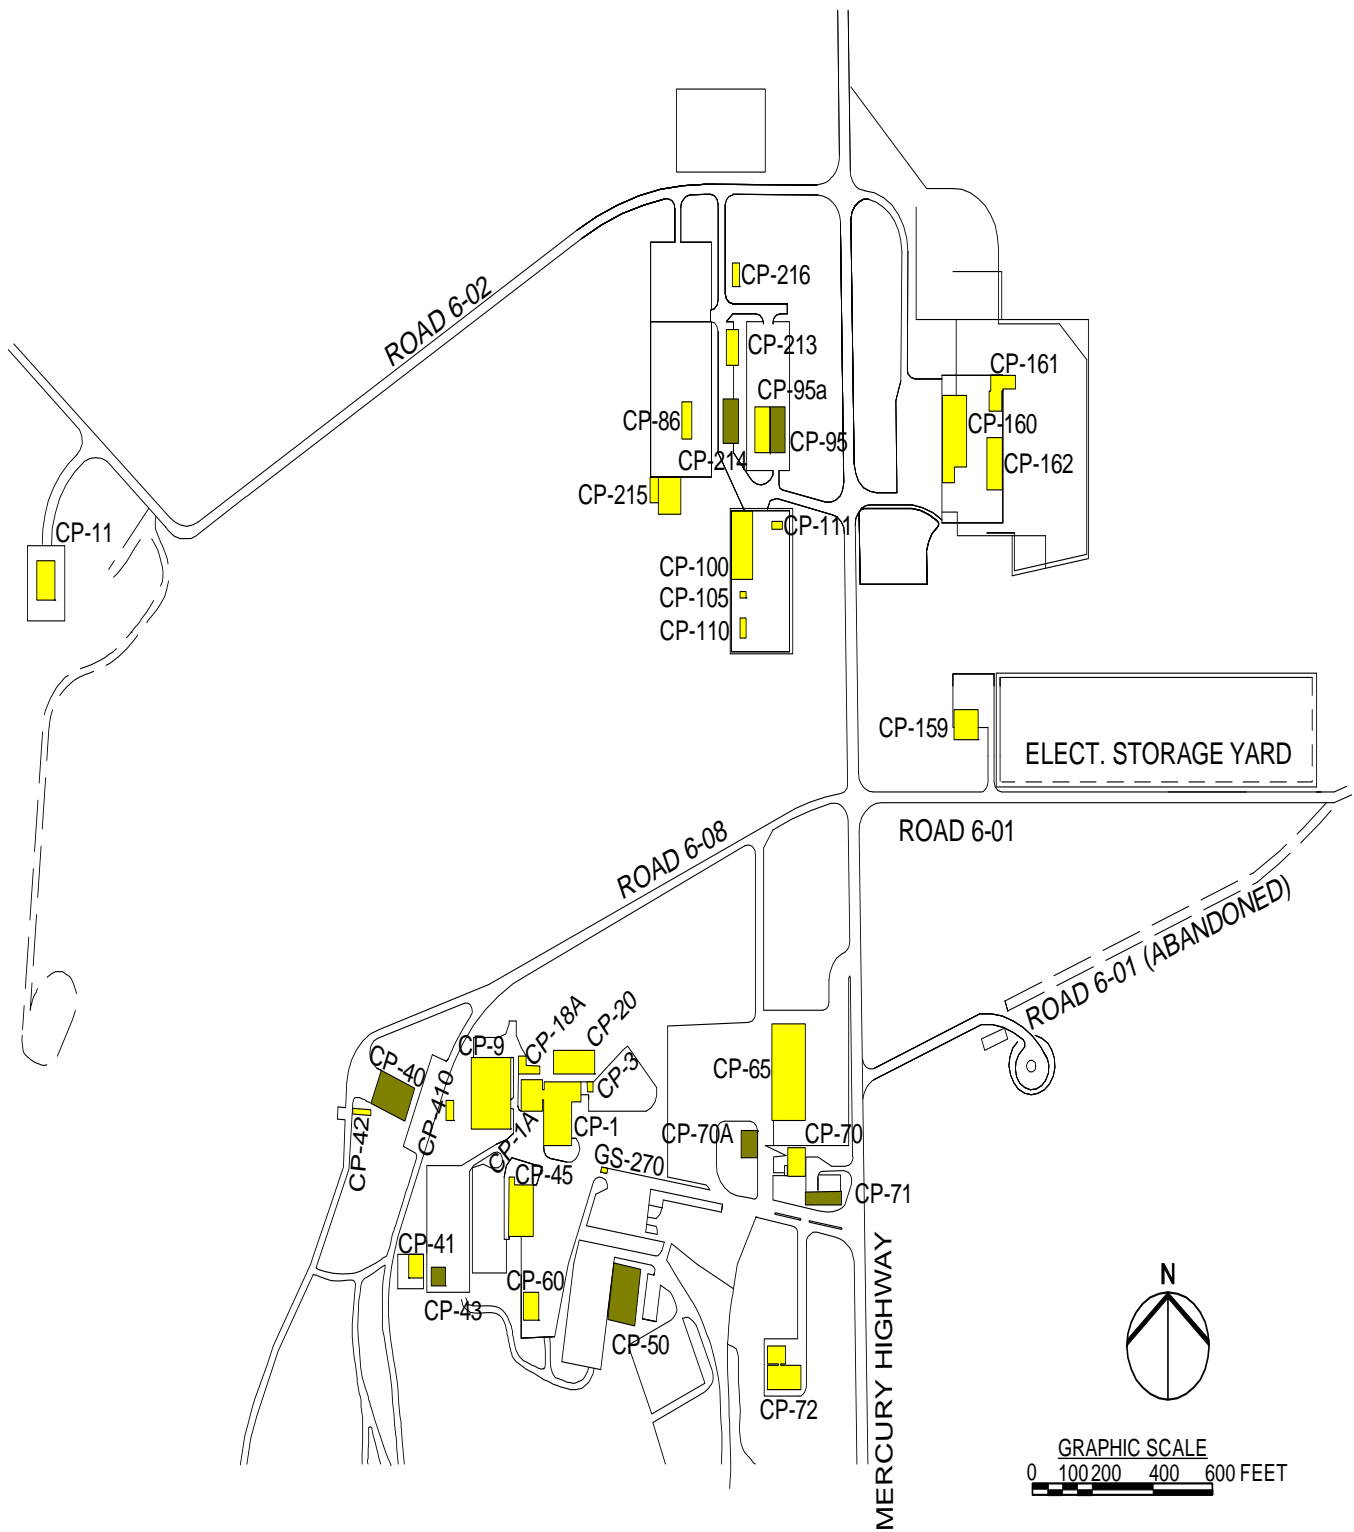 CP-216
ROAD 6-02
CP-213
CP-161
CP-95a
CP-86
CP-160
CP-95
CP-214
CP-162
CP-215
CP-111
CP-11
CP-100
CP-105
CP-110
CP-159
ELECT. STORAGE YARD
ROAD 6-01
ROAD 6-08
ROAD 6-01 (ABANDONED)
CP-18A
CP-20
CP-9
CP-3
CP-40
CP-65
CP-410
CP-1
CP-1A
CP-70A
CP-70
CP-42
GS-270
CP-45
CP-71
CP-41
CP-60
CP-43
CP-50
MERCURY HIGHWAY
N
CP-72
GRAPHIC SCALE
0 100 200 400 600 FEET